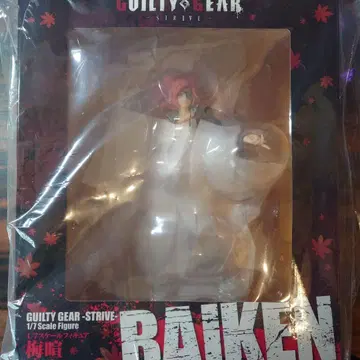 GUILTY GEAR
-STRIVE-
GUILTY GEAR -STRIVE-
1/7 Scale Figure
1/7スケールフィギュア
梅喧
BAIKEN